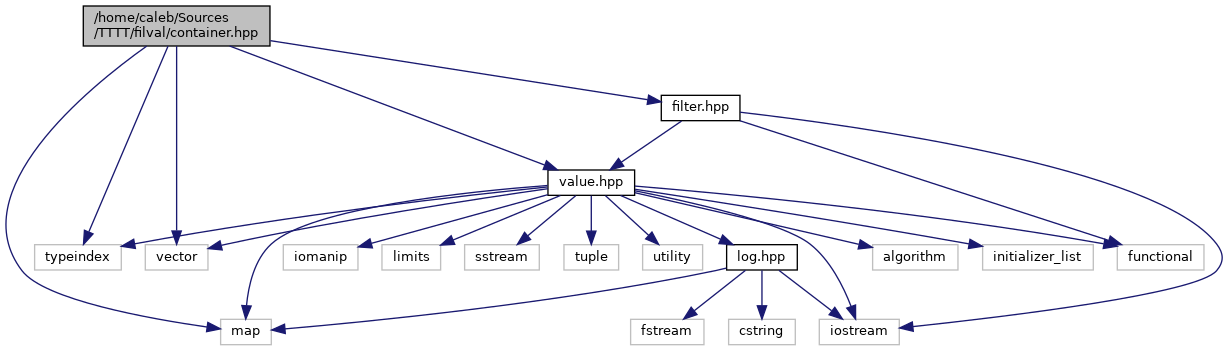 /home/caleb/Sources
/TTTT/filval/container.hpp
filter.hpp
value.hpp
typeindex
vector
iomanip
limits
sstream
tuple
utility
log.hpp
algorithm
initializer_list
functional
map
fstream
cstring
iostream